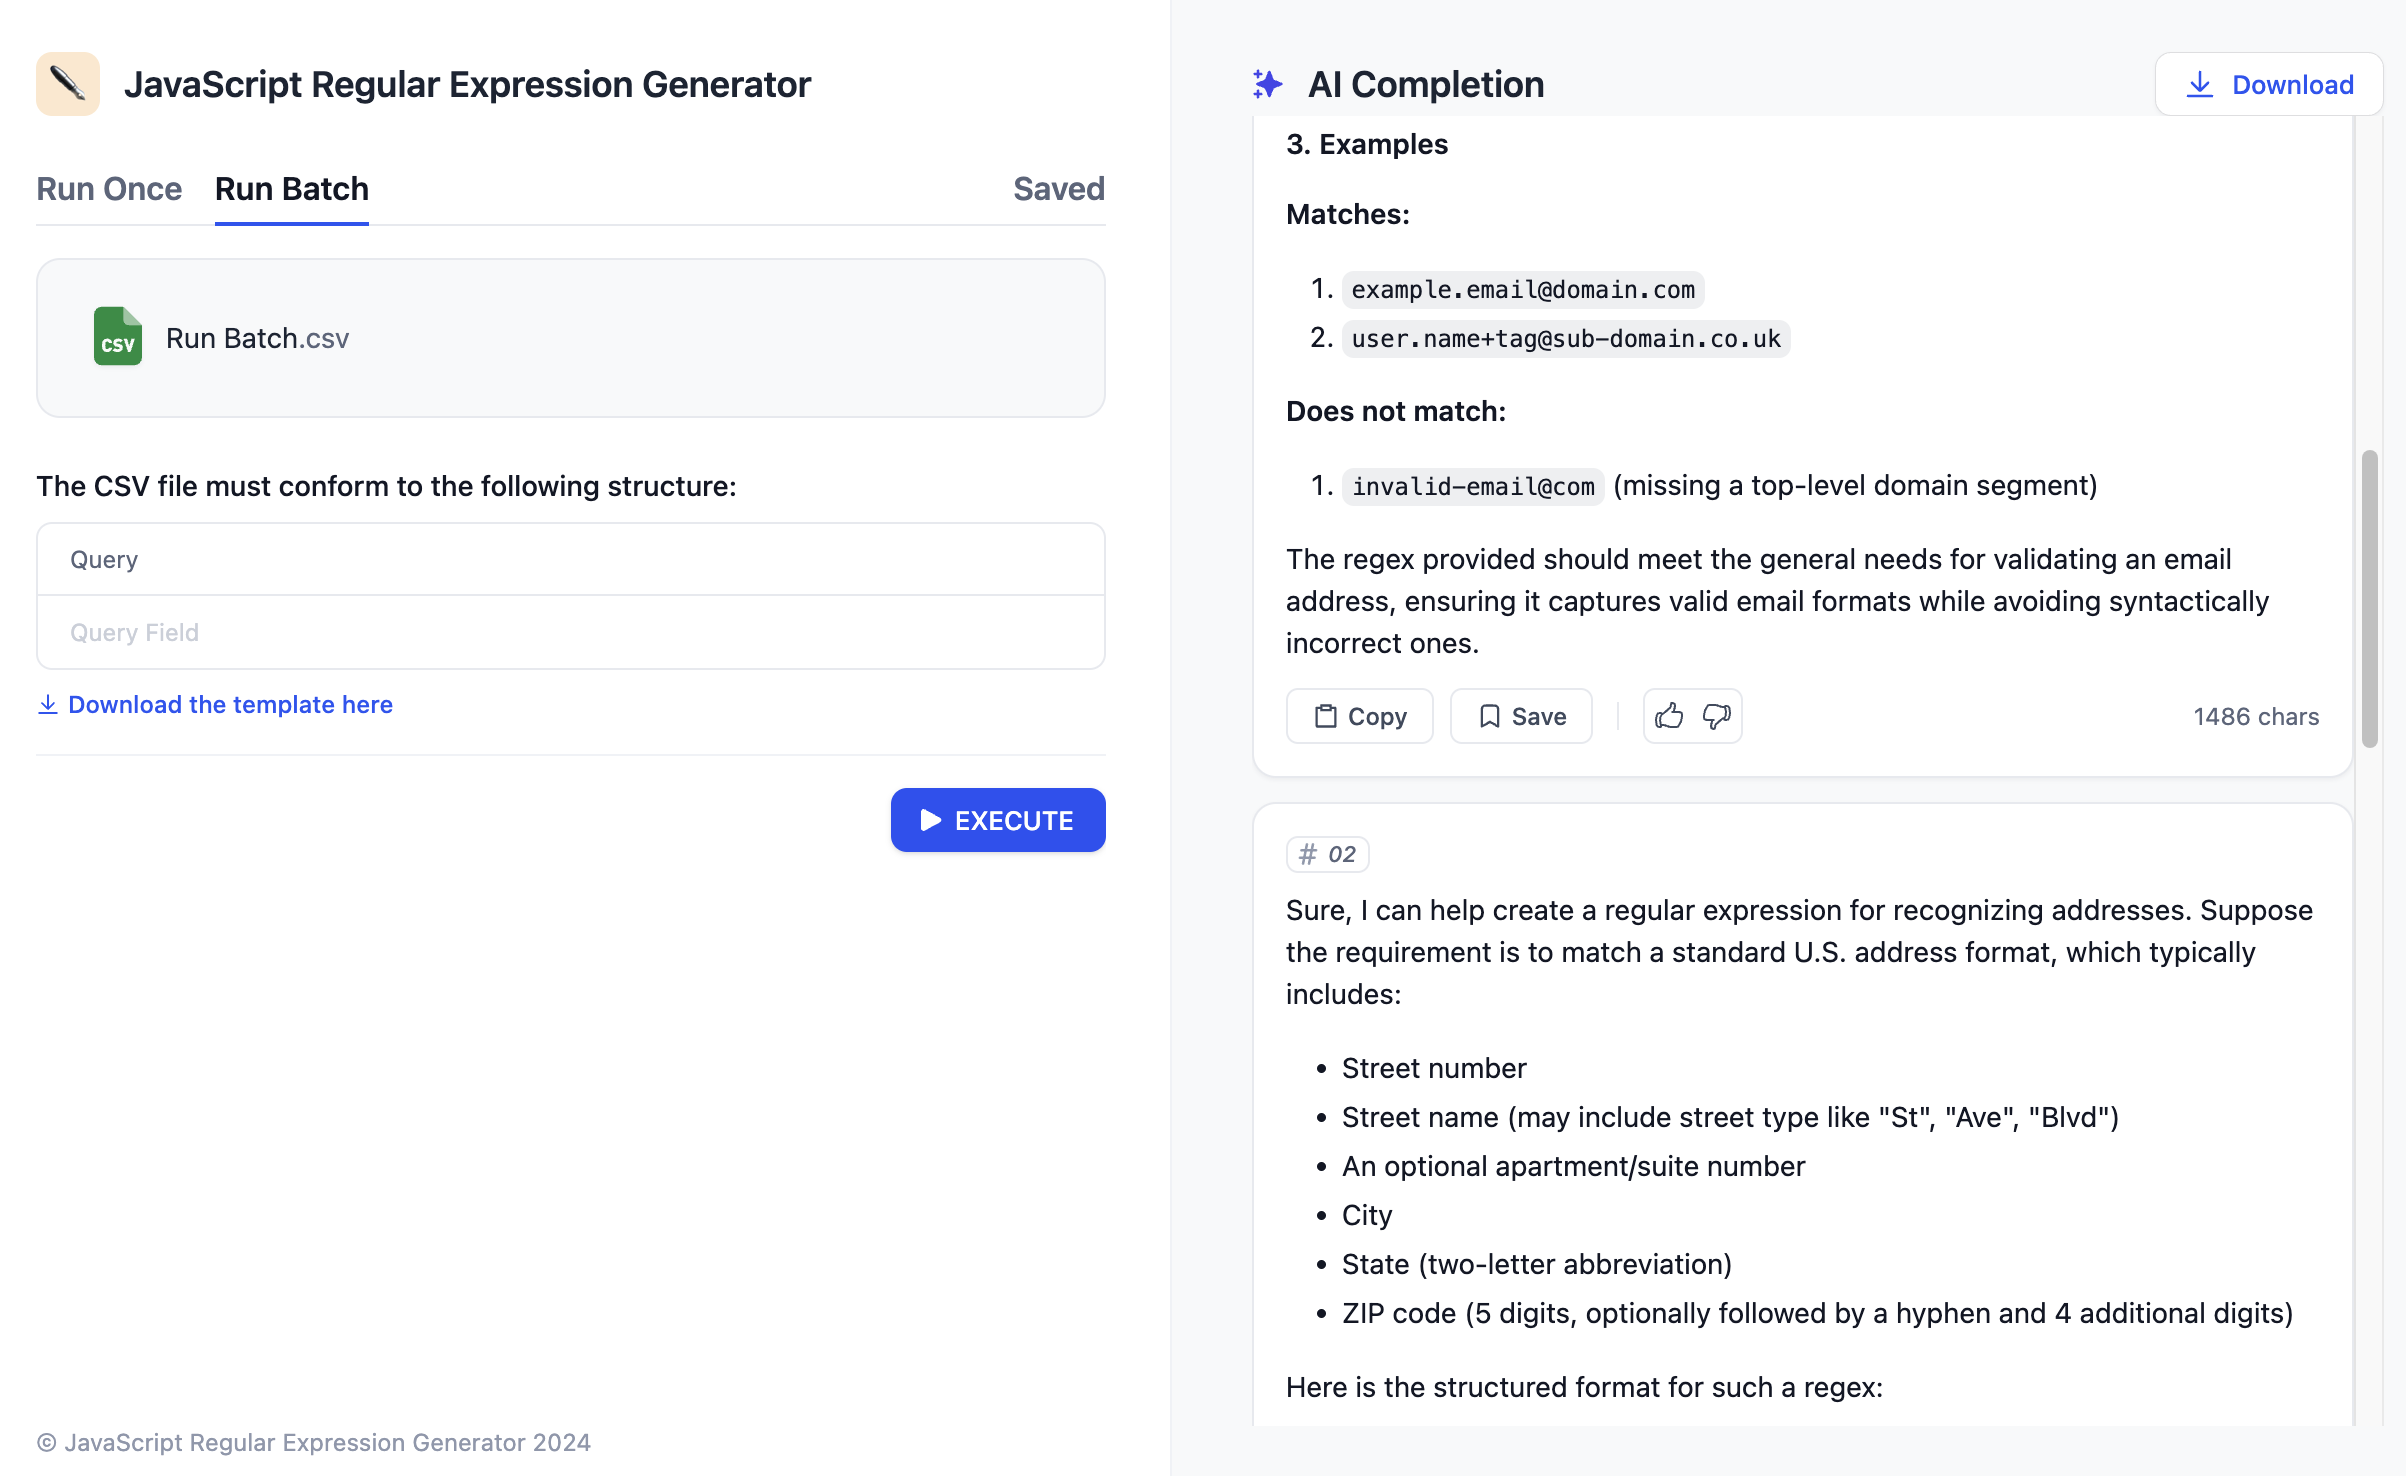 JavaScript Regular Expression Generator
Run Once
Run Batch
Saved
CSV
Run Batch.csv
The CSV file must conform to the following structure:
Query
Query Field
Download the template here
EXECUTE
© JavaScript Regular Expression Generator 2024
AI Completion
Download
3. Examples
Matches:
1. example.email@domain.com
2. user.name+tag@sub-domain.co.uk
Does not match:
1. invalid-email@com (missing a top-level domain segment)
The regex provided should meet the general needs for validating an email
address, ensuring it captures valid email formats while avoiding syntactically
incorrect ones.
Copy
Save
1486 chars
# 02
Sure, I can help create a regular expression for recognizing addresses. Suppose
the requirement is to match a standard U.S. address format, which typically
includes:
• Street number
• Street name (may include street type like "St", "Ave", "Blvd")
• An optional apartment/suite number
• City
• State (two-letter abbreviation)
• ZIP code (5 digits, optionally followed by a hyphen and 4 additional digits)
Here is the structured format for such a regex: